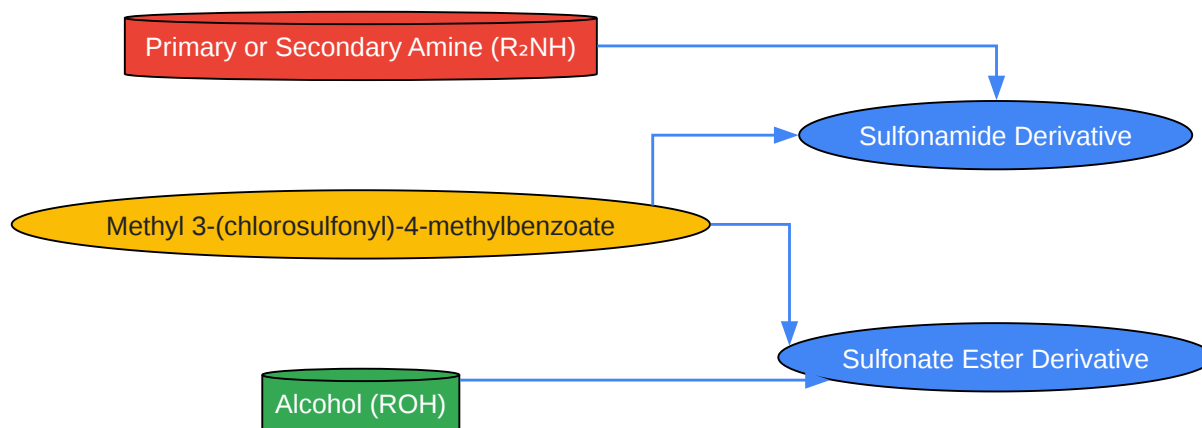 Primary or Secondary Amine (R₂NH)
Sulfonamide Derivative
Methyl 3-(chlorosulfonyl)-4-methylbenzoate
Sulfonate Ester Derivative
Alcohol (ROH)